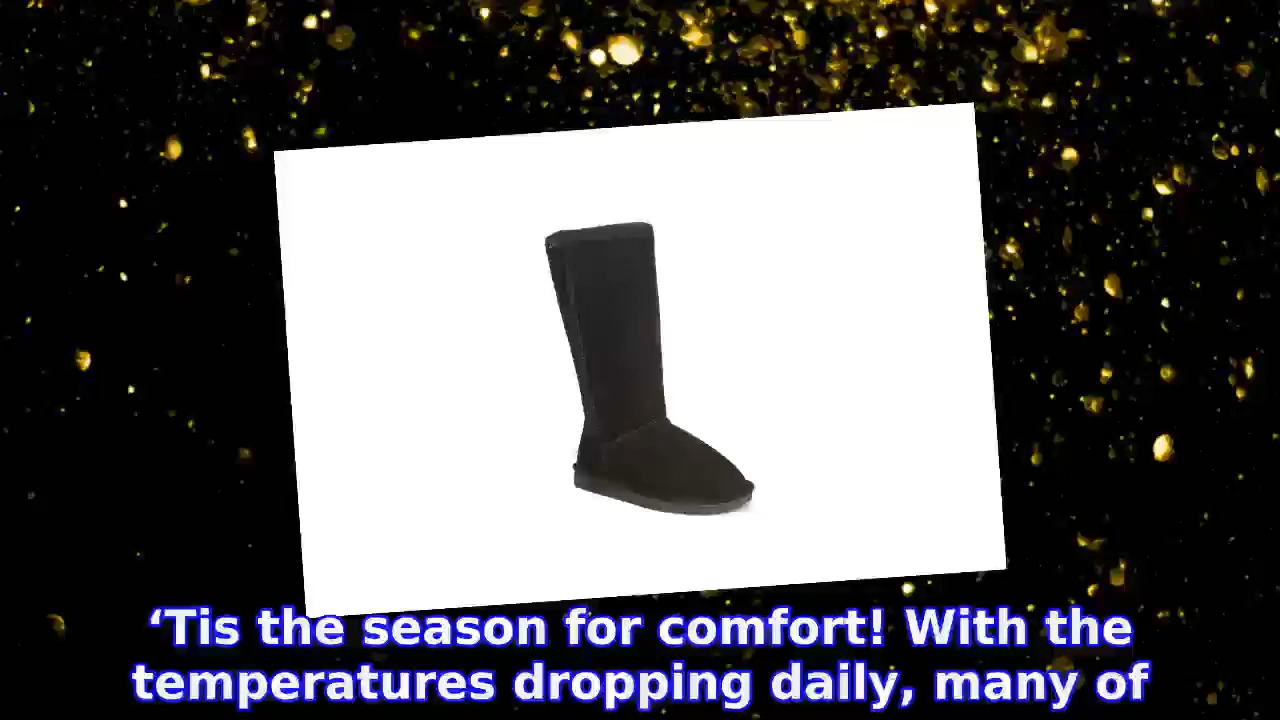 ‘Tis the season for comfort! With the
temperatures dropping daily, many of